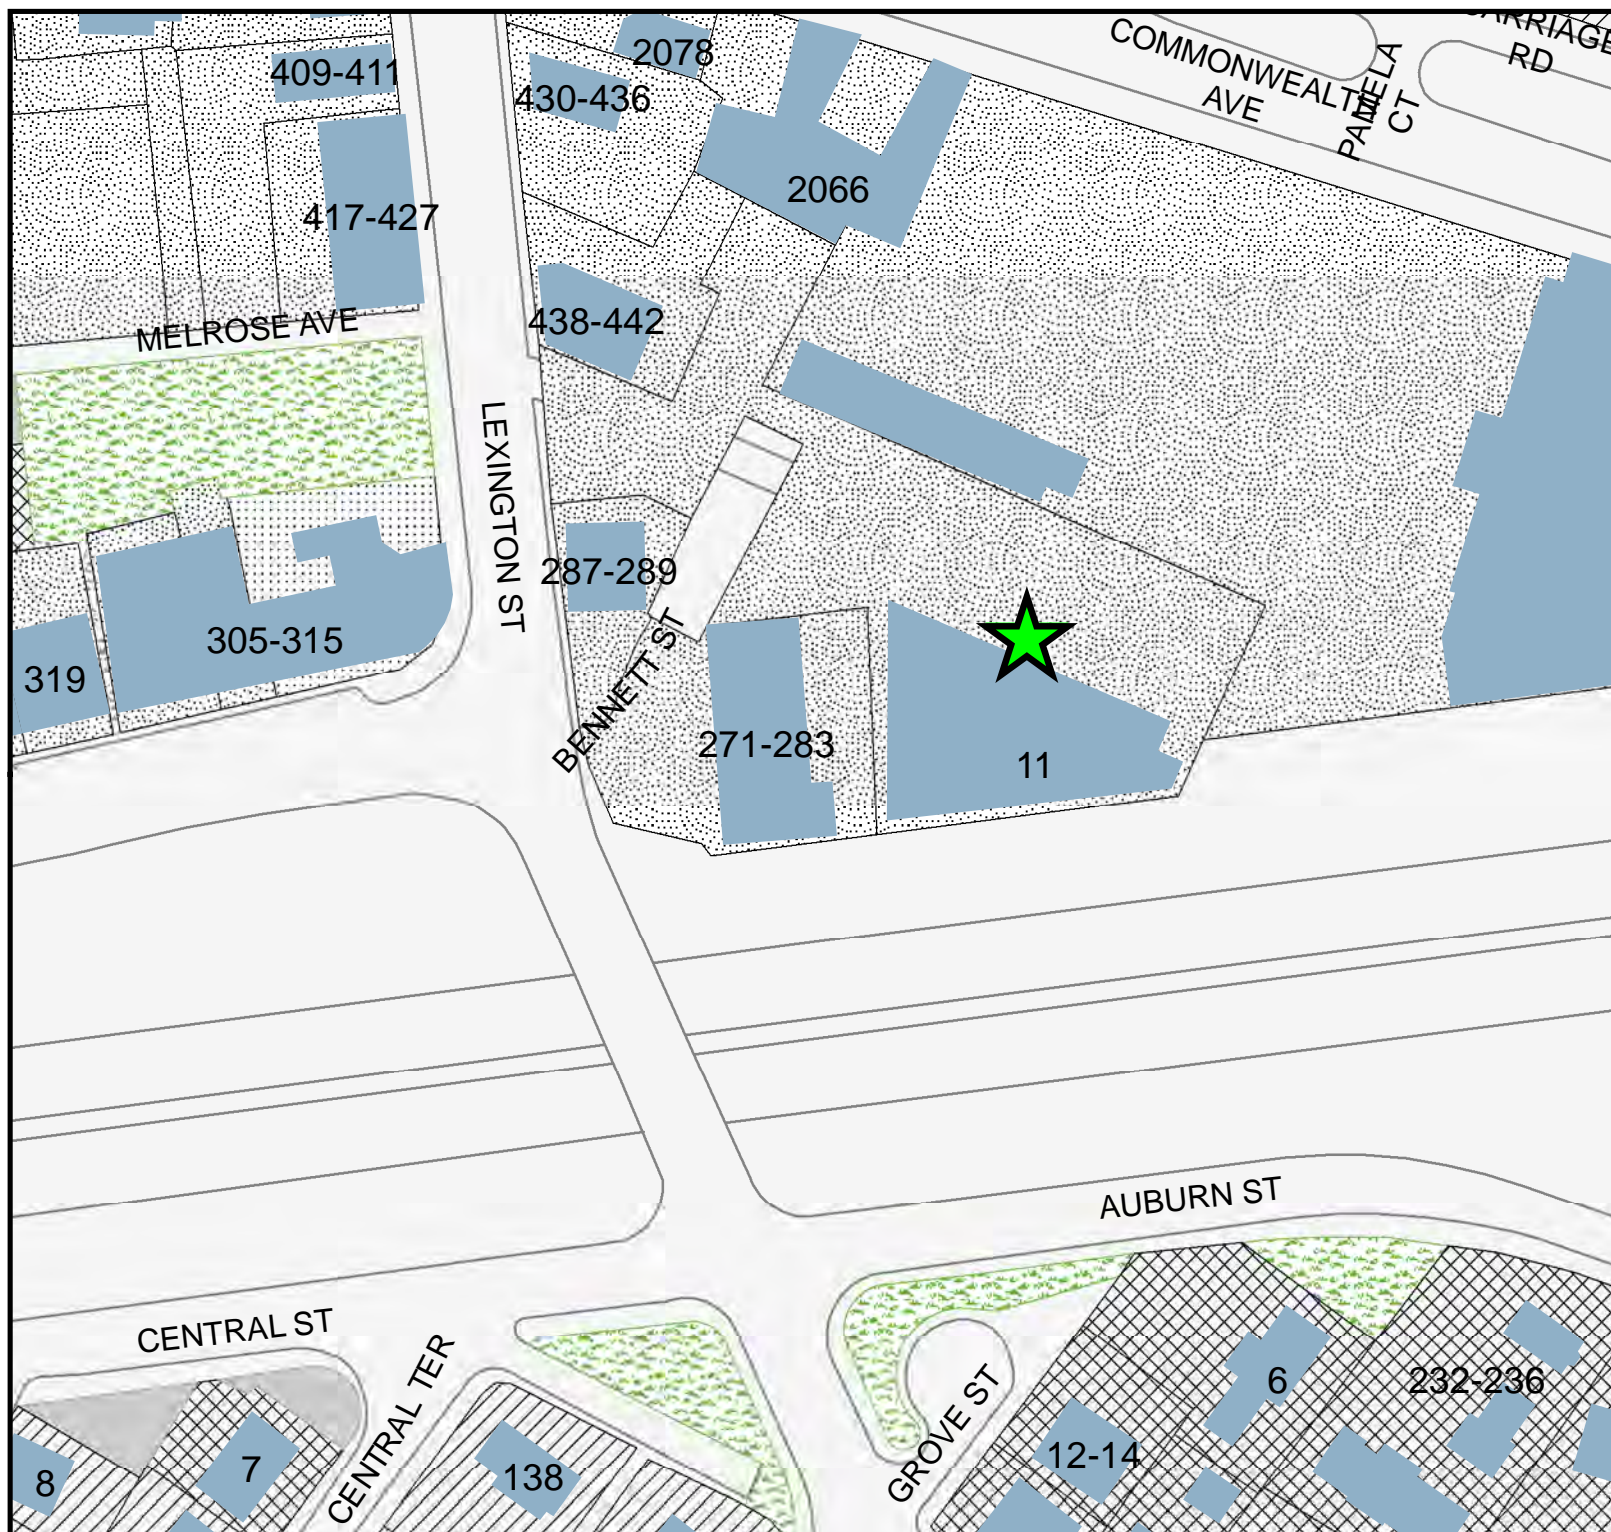 COMMONWEALTH
AVE
RD
PAMELA
CT
2078
409-411
430-436
2066
417-427
438-442
MELROSE AVE
LEXINGTON ST
287-289
305-315
319
BENNETT ST
271-283
11
AUBURN ST
CENTRAL ST
CENTRAL TER
GROVE ST
6
232-236
12-14
7
8
138